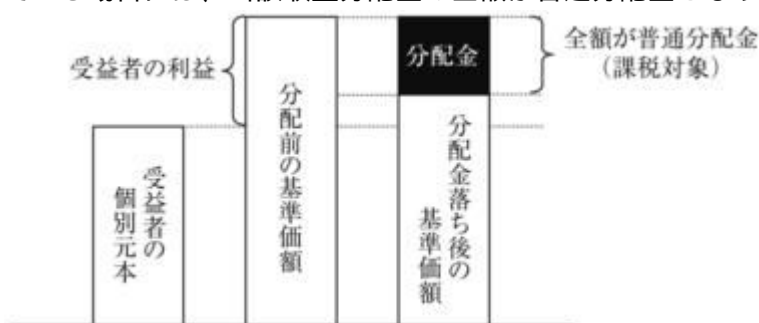 受益者の利益
分配金
全額が普通分配金
（課税対象）
受益者の
個別元本
分配前の基準価額
分配金落ち後の
基準価額